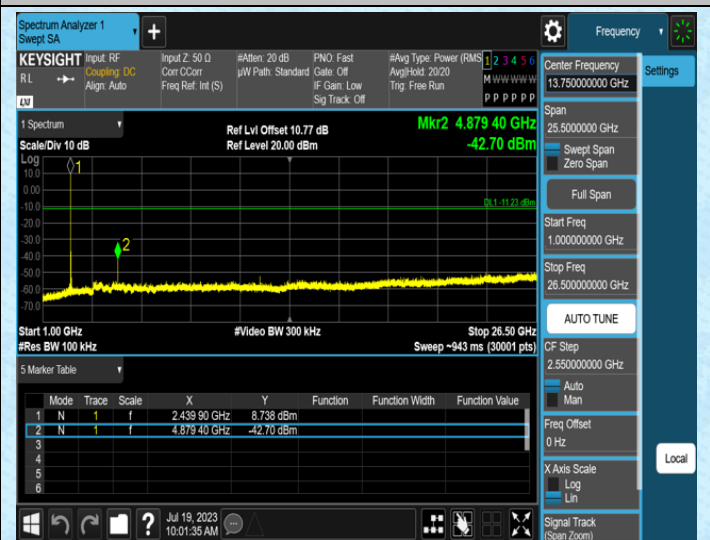 Spectrum Analyzer 1
Swept SA
Frequency
KEYSIGHT
Input: RF
Input Z: 50 Ω
#Atten: 20 dB
PNO: Fast
#Avg Type: Power (RMS
1 2 3 4 5 6
R L
Coupling: DC
Corr CCorr
µW Path: Standard
Gate: Off
Avg|Hold: 20/20
M W W W W W
Align: Auto
Freq Ref: Int (S)
IF Gain: Low
Trig: Free Run
Sig Track: Off
P P P P P P
LXI
1 Spectrum
Ref Lvl Offset 10.77 dB
Mkr2 4.879 40 GHz
Scale/Div 10 dB
Ref Level 20.00 dBm
-42.70 dBm
Log
1
10.0
0.00
-10.0
DL1 -11.23 dBm
-20.0
-30.0
2
-40.0
-50.0
-60.0
-70.0
Start 1.00 GHz
#Video BW 300 kHz
Stop 26.50 GHz
#Res BW 100 kHz
Sweep ~943 ms (30001 pts)
5 Marker Table
Mode Trace Scale X Y Function Function Width Function Value
1 N 1 f 2.439 90 GHz 8.738 dBm
2 N 1 f 4.879 40 GHz -42.70 dBm
3
4
5
6
?
Jul 19, 2023
10:01:35 AM
Center Frequency
13.750000000 GHz
Settings
Span
25.5000000 GHz
Swept Span
Zero Span
Full Span
Start Freq
1.000000000 GHz
Stop Freq
26.500000000 GHz
AUTO TUNE
CF Step
2.550000000 GHz
Auto
Man
Freq Offset
0 Hz
X Axis Scale
Log
Lin
Local
Signal Track
(Span Zoom)